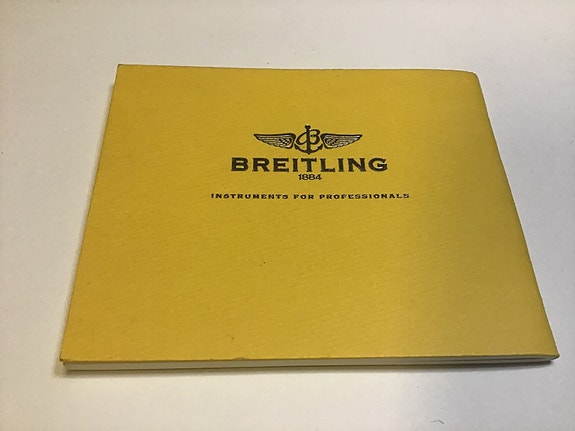 B
BREITLING
1884
INSTRUMENTS FOR PROFESSIONALS